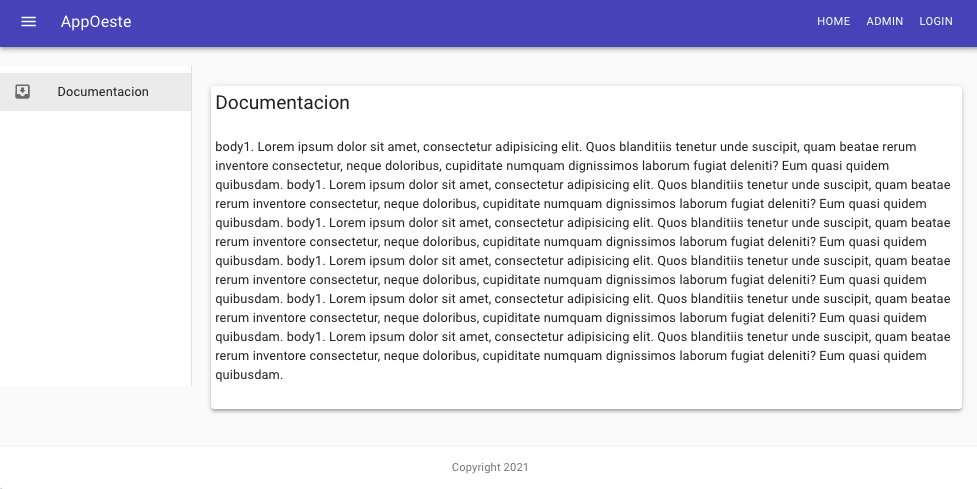 AppOeste
HOME ADMIN LOGIN
Documentacion
Documentacion
body1. Lorem ipsum dolor sit amet, consectetur adipisicing elit. Quos blanditiis tenetur unde suscipit, quam beatae rerum
inventore consectetur, neque doloribus, cupiditate numquam dignissimos laborum fugiat deleniti? Eum quasi quidem
quibusdam. body1. Lorem ipsum dolor sit amet, consectetur adipisicing elit. Quos blanditiis tenetur unde suscipit, quam beatae
rerum inventore consectetur, neque doloribus, cupiditate numquam dignissimos laborum fugiat deleniti? Eum quasi quidem
quibusdam. body1. Lorem ipsum dolor sit amet, consectetur adipisicing elit. Quos blanditiis tenetur unde suscipit, quam beatae
rerum inventore consectetur, neque doloribus, cupiditate numquam dignissimos laborum fugiat deleniti? Eum quasi quidem
quibusdam. body1. Lorem ipsum dolor sit amet, consectetur adipisicing elit. Quos blanditiis tenetur unde suscipit, quam beatae
rerum inventore consectetur, neque doloribus, cupiditate numquam dignissimos laborum fugiat deleniti? Eum quasi quidem
quibusdam. body1. Lorem ipsum dolor sit amet, consectetur adipisicing elit. Quos blanditiis tenetur unde suscipit, quam beatae
rerum inventore consectetur, neque doloribus, cupiditate numquam dignissimos laborum fugiat deleniti? Eum quasi quidem
quibusdam. body1. Lorem ipsum dolor sit amet, consectetur adipisicing elit. Quos blanditiis tenetur unde suscipit, quam beatae
rerum inventore consectetur, neque doloribus, cupiditate numquam dignissimos laborum fugiat deleniti? Eum quasi quidem
quibusdam.
Copyright 2021